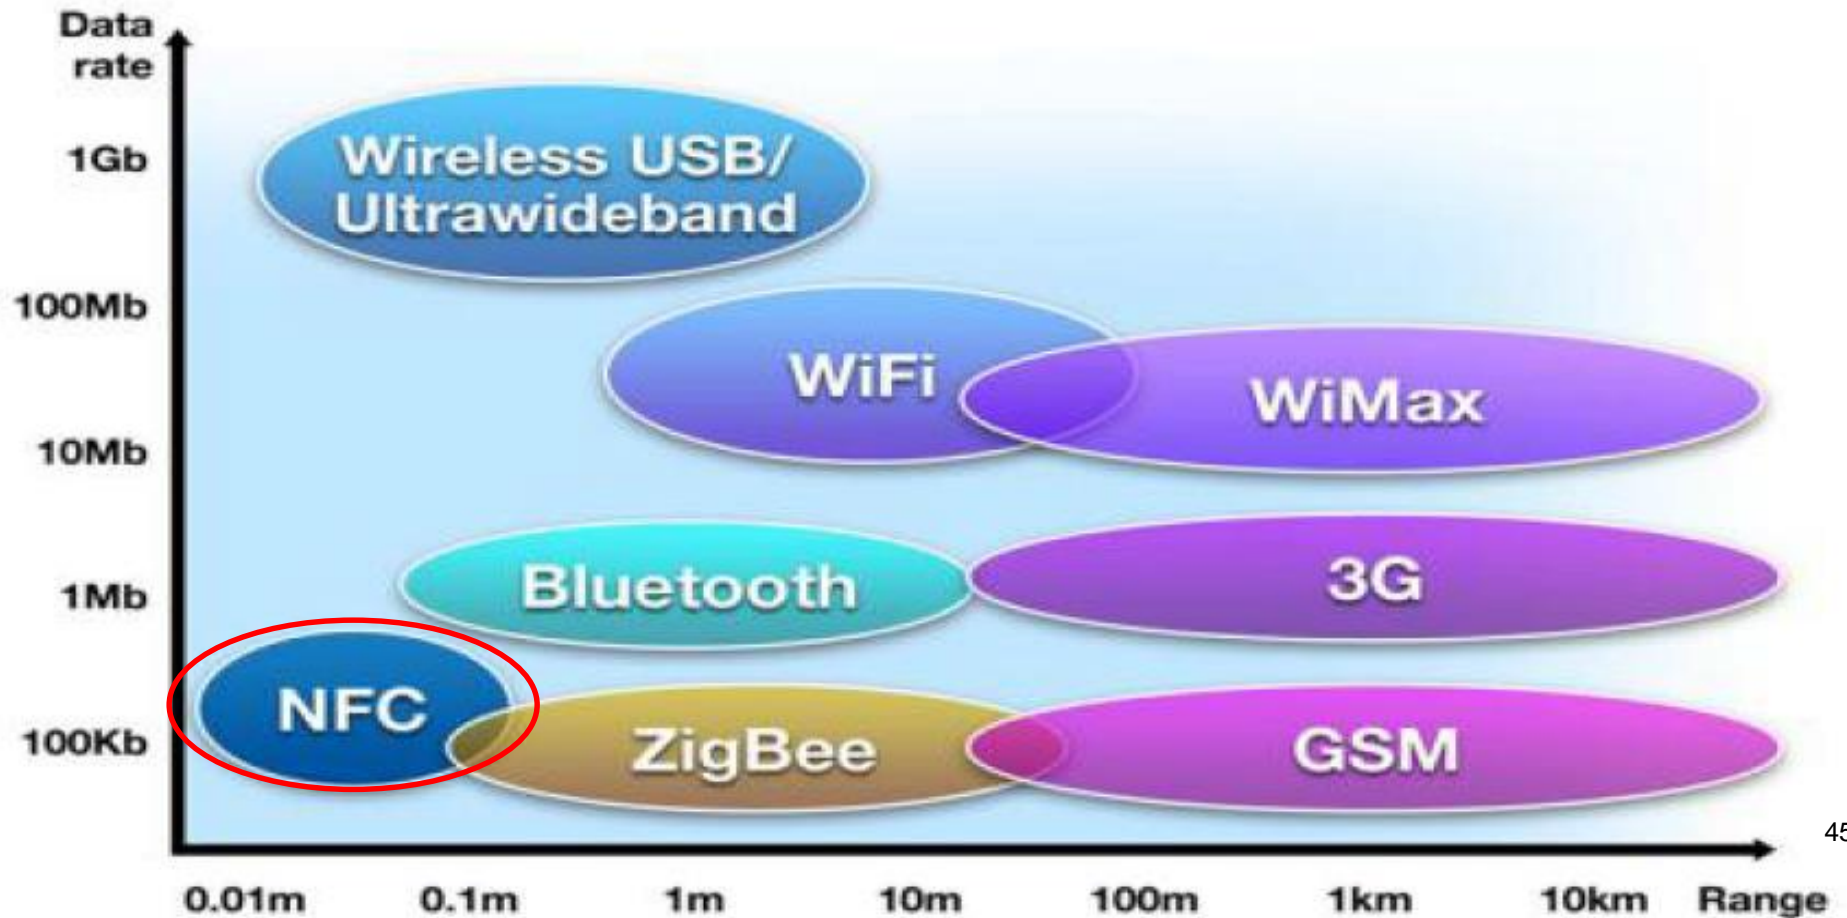 Data
rate
1Gb
100Mb
10Mb
1Mb
100Kb
Wireless USB/
Ultrawideband
WiFi
WiMax
Bluetooth
3G
NFC
ZigBee
GSM
0.01m 0.1m 1m 10m 100m 1km 10km Range
45